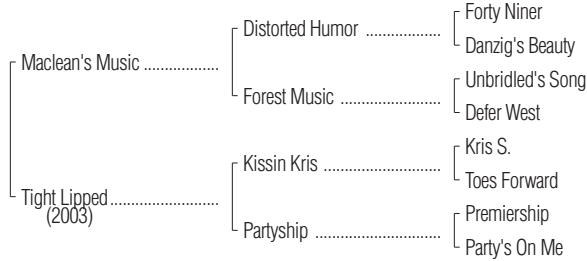 Forty Niner
Distorted Humor ..................
Danzig's Beauty
Maclean's Music ..................
Unbridled's Song
Forest Music ........................
Defer West
Kris S.
Kissin Kris ............................
Toes Forward
Tight Lipped..........................
(2003)
Premiership
Partyship ..............................
Party's On Me